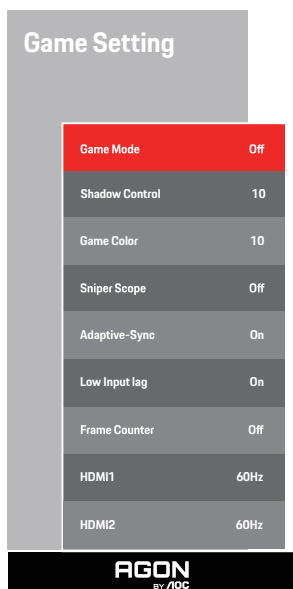 Game Setting
Game Mode Off
Shadow Control 10
Game Color 10
Sniper Scope Off
Adaptive-Sync On
Low Input lag On
Frame Counter Off
HDMI1 60Hz
HDMI2 60Hz
AGON
BY AOC